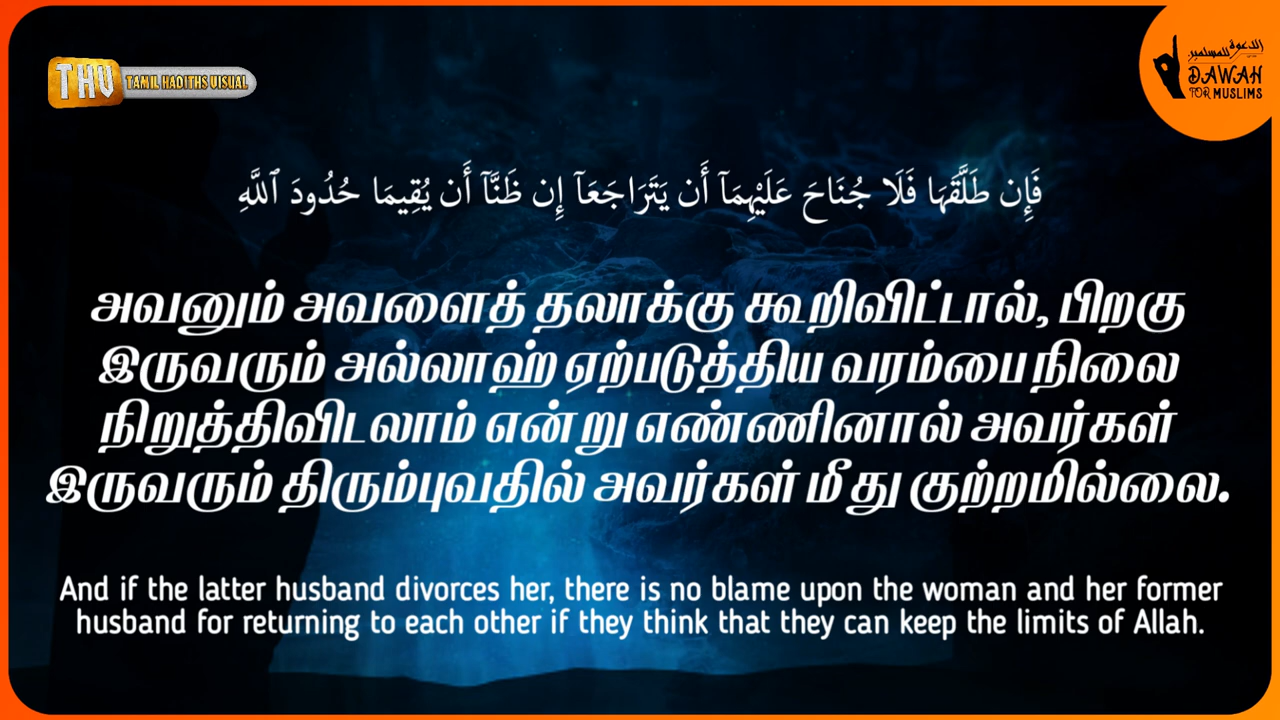 THV TAMIL HADITHS VISUAL
الدعوة للمسلمين
DAWAH
FOR MUSLIMS
فَإِن طَلَّقَهَا فَلَا جُنَاحَ عَلَيْهِمَآ أَن يَتَرَاجَعَآ إِن ظَنَّآ أَن يُقِيمَا حُدُودَ ٱللَّهِ
அவனும் அவளைத் தலாக்கு கூறிவிட்டால், பிறகு
இருவரும் அல்லாஹ் ஏற்படுத்திய வரம்பை நிலை
நிறுத்திவிடலாம் என்று எண்ணினால் அவர்கள்
இருவரும் திரும்புவதில் அவர்கள் மீது குற்றமில்லை.
And if the latter husband divorces her, there is no blame upon the woman and her former
husband for returning to each other if they think that they can keep the limits of Allah.